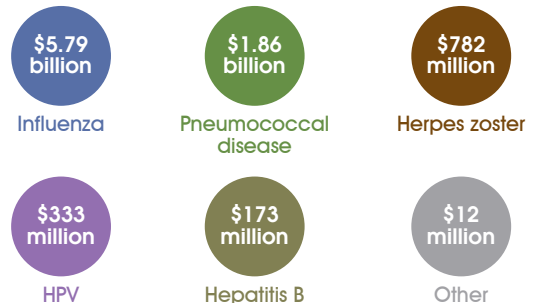 $5.79
billion
Influenza
$1.86
billion
Pneumococcal
disease
$782
million
Herpes zoster
$333
million
HPV
$173
million
Hepatitis B
$12
million
Other